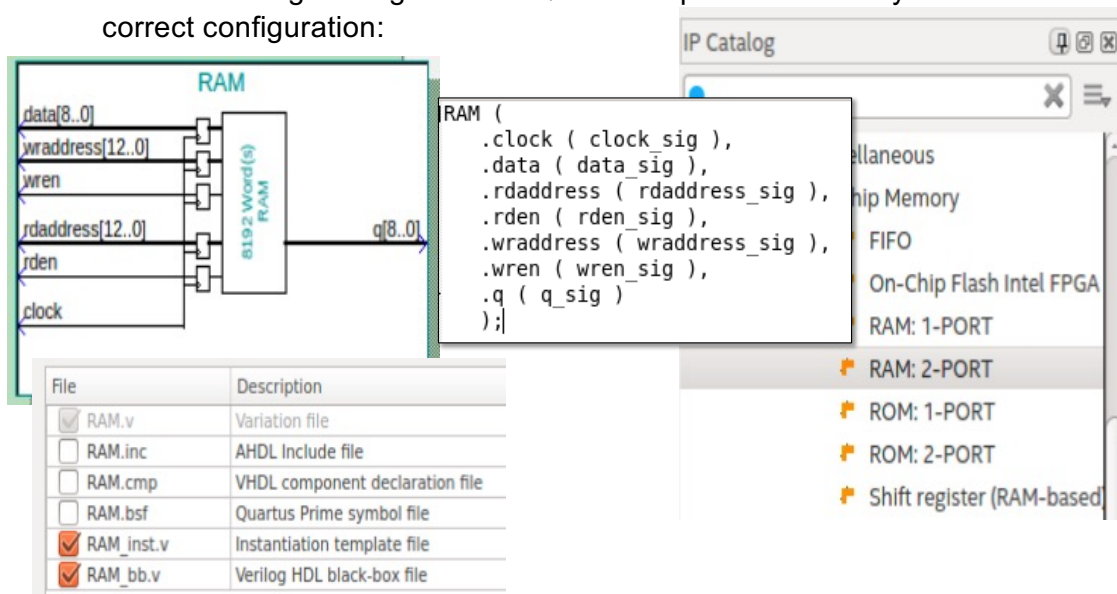 correct configuration:
RAM
data[8..0]
wraddress[12..0]
wren
rdaddress[12..0]
rden
clock
8192 Word(s)
RAM
q[8..0]
RAM (
.clock ( clock_sig ),
.data ( data_sig ),
.rdaddress ( rdaddress_sig ),
.rden ( rden_sig ),
.wraddress ( wraddress_sig ),
.wren ( wren_sig ),
.q ( q_sig )
);
IP Catalog
ellaneous
hip Memory
FIFO
On-Chip Flash Intel FPGA
RAM: 1-PORT
RAM: 2-PORT
ROM: 1-PORT
ROM: 2-PORT
Shift register (RAM-based)
File Description
RAM.v Variation file
RAM.inc AHDL Include file
RAM.cmp VHDL component declaration file
RAM.bsf Quartus Prime symbol file
RAM_inst.v Instantiation template file
RAM_bb.v Verilog HDL black-box file